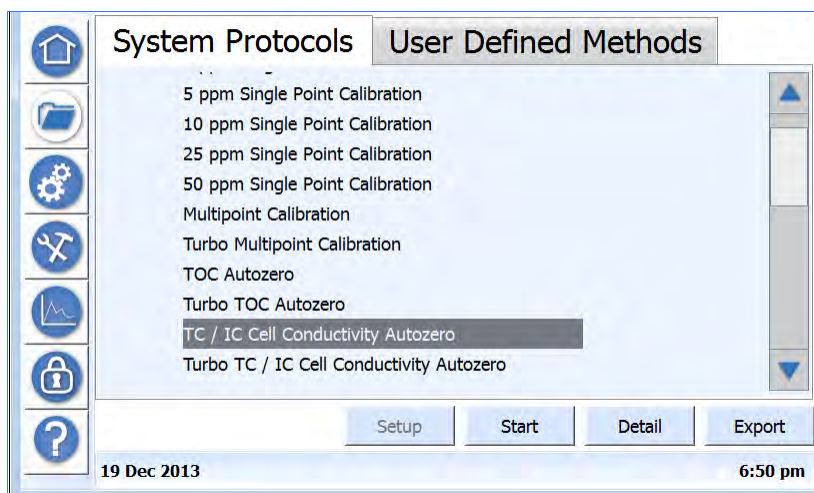 System Protocols
User Defined Methods
5 ppm Single Point Calibration
10 ppm Single Point Calibration
25 ppm Single Point Calibration
50 ppm Single Point Calibration
Multipoint Calibration
Turbo Multipoint Calibration
TOC Autozero
Turbo TOC Autozero
TC / IC Cell Conductivity Autozero
Turbo TC / IC Cell Conductivity Autozero
Setup
Start
Detail
Export
19 Dec 2013
6:50 pm